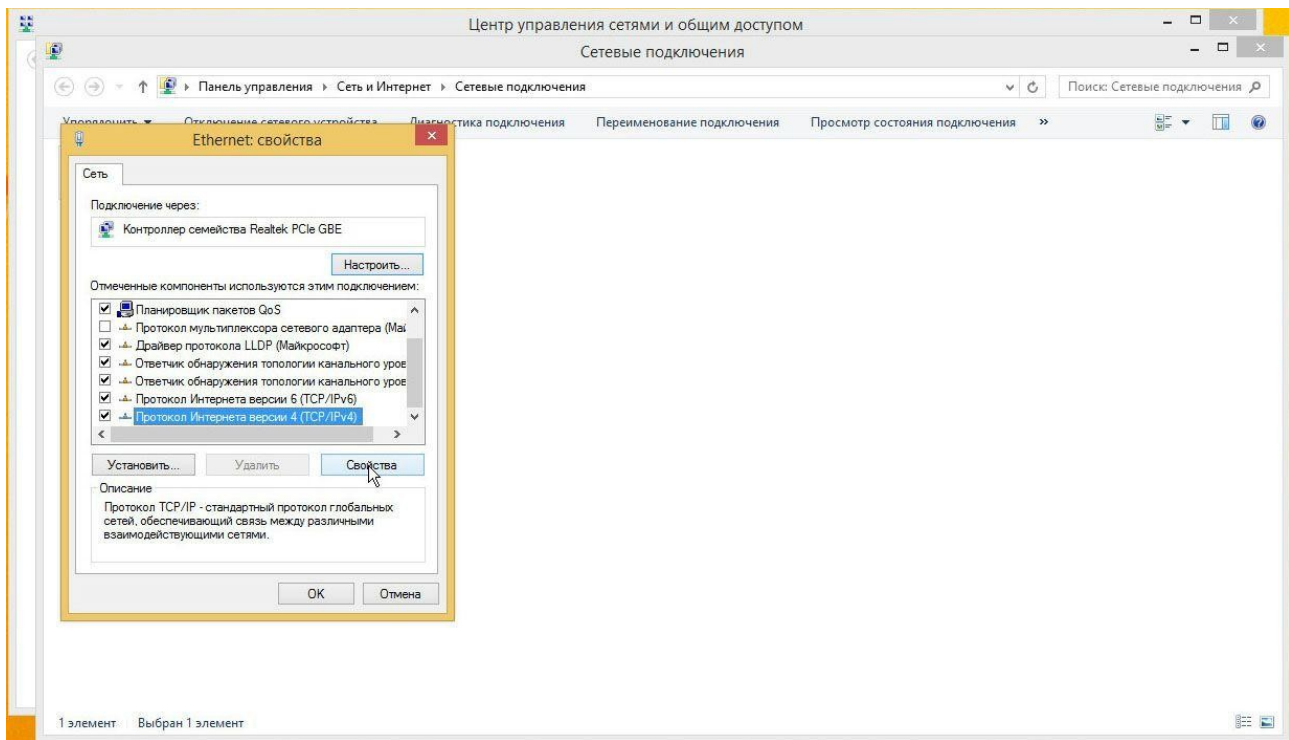 Центр управления сетями и общим доступом
Сетевые подключения
Панель управления ▸ Сеть и Интернет ▸ Сетевые подключения
Поиск: Сетевые подключения
Упорядочить Отключение сетевого устройства Диагностика подключения Переименование подключения Просмотр состояния подключения »
Ethernet: свойства
Сеть
Подключение через:
Контроллер семейства Realtek PCIe GBE
Настроить...
Отмеченные компоненты используются этим подключением:
Планировщик пакетов QoS
Протокол мультиплексора сетевого адаптера (Май
Драйвер протокола LLDP (Майкрософт)
Ответчик обнаружения топологии канального уров
Ответчик обнаружения топологии канального уров
Протокол Интернета версии 6 (TCP/IPv6)
Протокол Интернета версии 4 (TCP/IPv4)
Установить... Удалить Свойства
Описание
Протокол TCP/IP - стандартный протокол глобальных
сетей, обеспечивающий связь между различными
взаимодействующими сетями.
OK Отмена
1 элемент Выбран 1 элемент